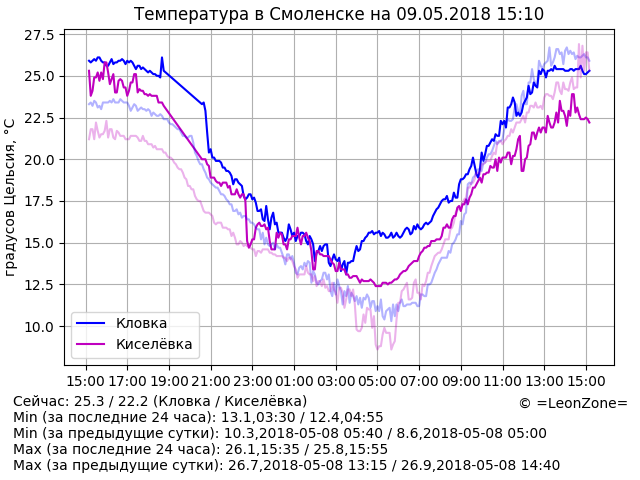 Температура в Смоленске на 09.05.2018 15:10
27.5
25.0
22.5
20.0
17.5
15.0
12.5
10.0
градусов Цельсия, °C
Кловка
Киселёвка
15:00 17:00 19:00 21:00 23:00 01:00 03:00 05:00 07:00 09:00 11:00 13:00 15:00
Сейчас: 25.3 / 22.2 (Кловка / Киселёвка)
© =LeonZone=
Min (за последние 24 часа): 13.1,03:30 / 12.4,04:55
Min (за предыдущие сутки): 10.3,2018-05-08 05:40 / 8.6,2018-05-08 05:00
Max (за последние 24 часа): 26.1,15:35 / 25.8,15:55
Max (за предыдущие сутки): 26.7,2018-05-08 13:15 / 26.9,2018-05-08 14:40